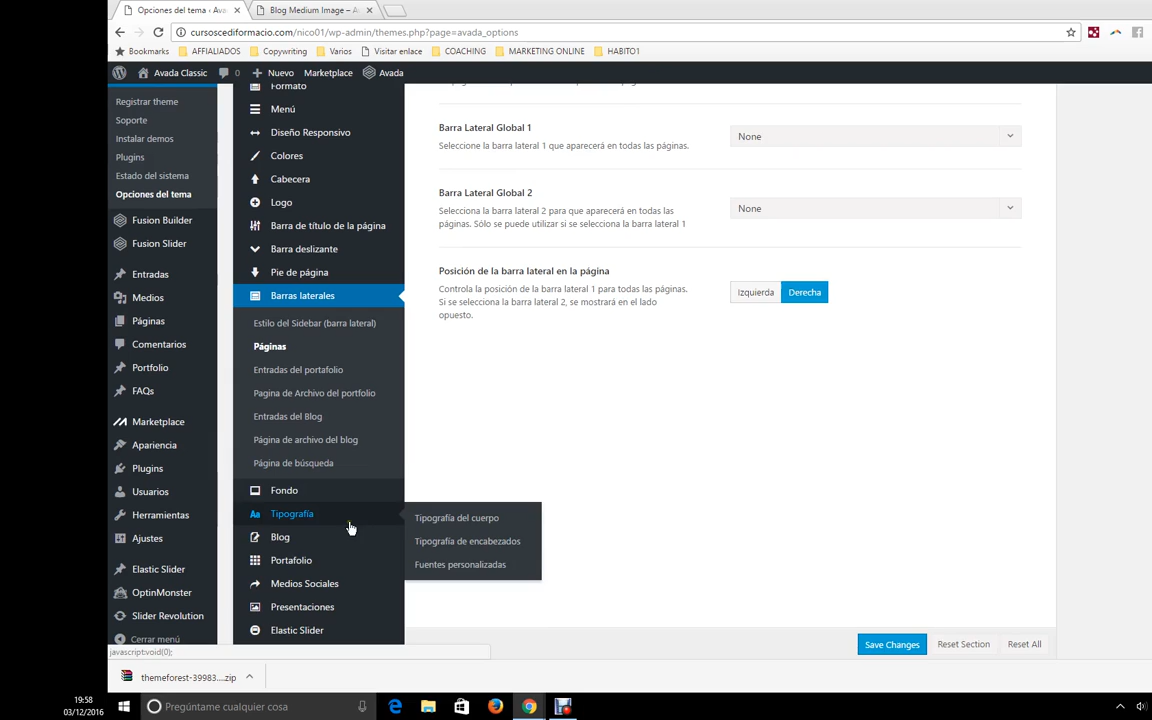 Opciones del tema ‹ Av
Blog Medium Image – A
cursoscediformacio.com/nico01/wp-admin/themes.php?page=avada_options
Bookmarks
AFFILIADOS
Copywriting
Varios
Visitar enlace
COACHING
MARKETING ONLINE
HABITO1
Avada Classic
0
Nuevo
Marketplace
Avada
Registrar theme
Soporte
Instalar demos
Plugins
Estado del sistema
Opciones del tema
Fusion Builder
Fusion Slider
Entradas
Medios
Páginas
Comentarios
Portfolio
FAQs
Marketplace
Apariencia
Plugins
Usuarios
Herramientas
Ajustes
Elastic Slider
OptinMonster
Slider Revolution
Cerrar menú
Formato
Menú
Diseño Responsivo
Colores
Cabecera
Logo
Barra de título de la página
Barra deslizante
Pie de página
Barras laterales
Estilo del Sidebar (barra lateral)
Páginas
Entradas del portafolio
Pagina de Archivo del portfolio
Entradas del Blog
Página de archivo del blog
Página de búsqueda
Fondo
Tipografía
Blog
Portafolio
Medios Sociales
Presentaciones
Elastic Slider
Tipografía del cuerpo
Tipografía de encabezados
Fuentes personalizadas
Barra Lateral Global 1
Seleccione la barra lateral 1 que aparecerá en todas las páginas.
None
Barra Lateral Global 2
Selecciona la barra lateral 2 para que aparecerá en todas las
páginas. Sólo se puede utilizar si se selecciona la barra lateral 1
None
Posición de la barra lateral en la página
Controla la posición de la barra lateral 1 para todas las páginas.
Si se selecciona la barra lateral 2, se mostrará en el lado
opuesto.
Izquierda
Derecha
Save Changes
Reset Section
Reset All
javascript:void(0);
themeforest-39983....zip
19:58
03/12/2016
Pregúntame cualquier cosa